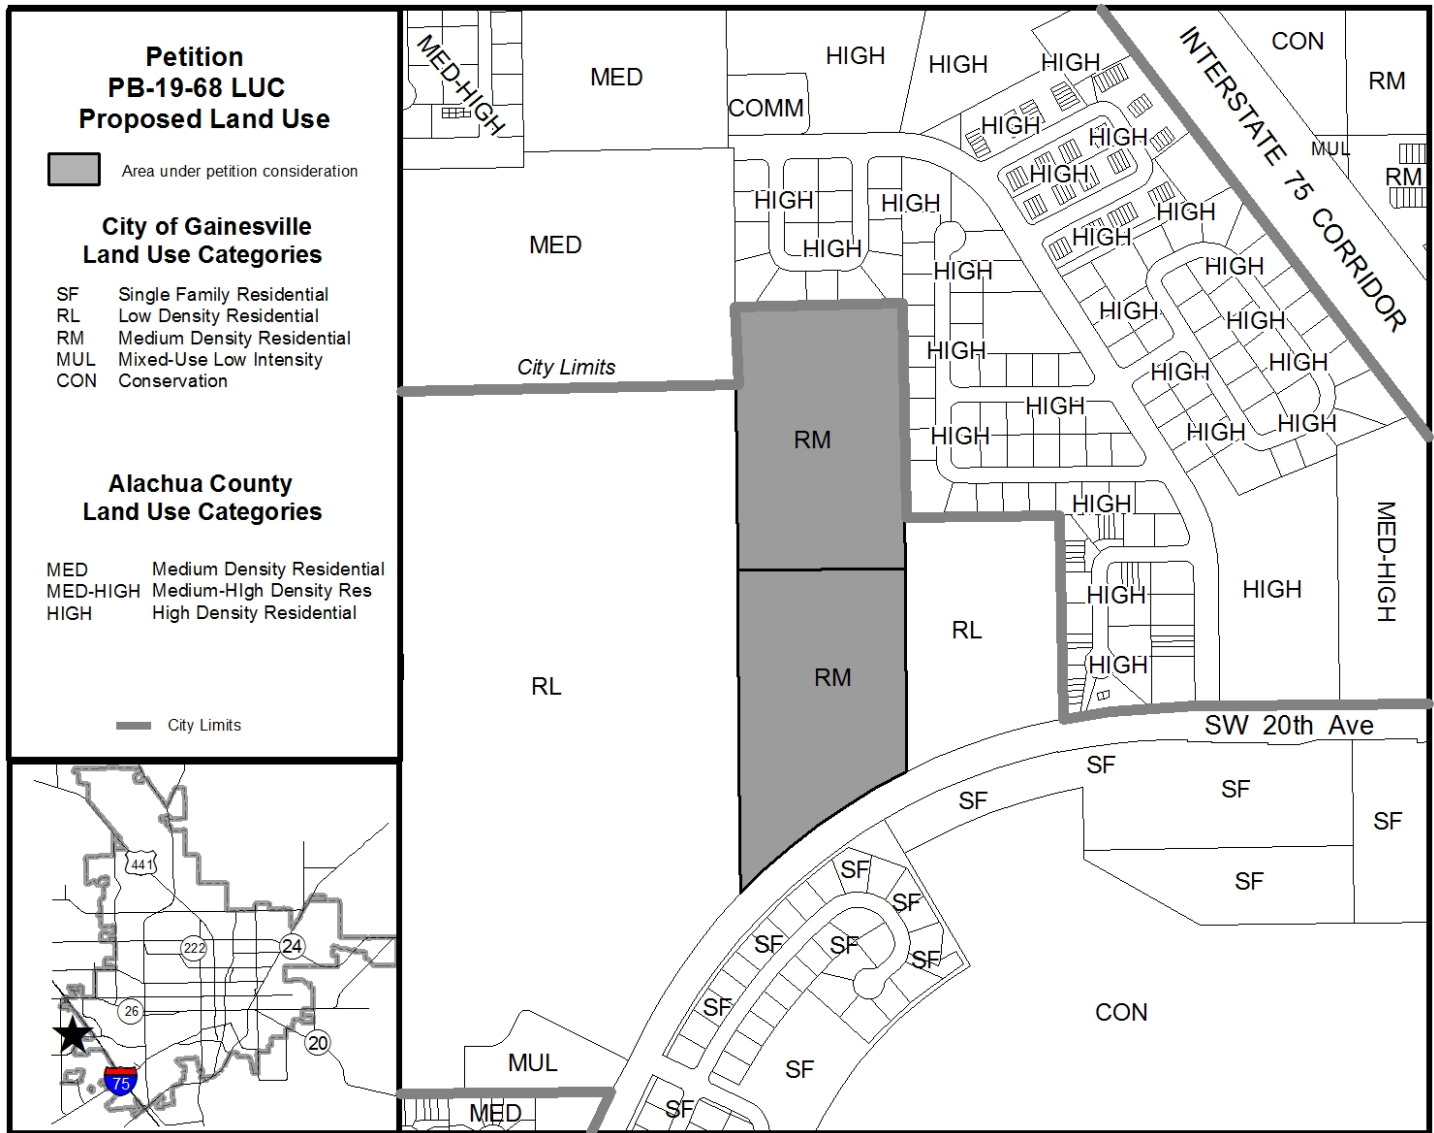 Petition
PB-19-68 LUC
Proposed Land Use
Area under petition consideration
City of Gainesville
Land Use Categories
SF Single Family Residential
RL Low Density Residential
RM Medium Density Residential
MUL Mixed-Use Low Intensity
CON Conservation
Alachua County
Land Use Categories
MED Medium Density Residential
MED-HIGH Medium-HIgh Density Res
HIGH High Density Residential
City Limits
441
222
24
26
20
75
MED-HIGH
MED
HIGH
HIGH
HIGH
CON
RM
COMM
HIGH
HIGH
MUL
RM
HIGH
INTERSTATE 75 CORRIDOR
HIGH
HIGH
HIGH
MED
HIGH
HIGH
HIGH
HIGH
HIGH
HIGH
HIGH
City Limits
HIGH
HIGH
HIGH
HIGH
RM
HIGH
HIGH
HIGH
HIGH
MED-HIGH
HIGH
HIGH
RL
HIGH
RL
RM
SW 20th Ave
SF
SF
SF
SF
SF
SF
SF
SF
SF
SF
SF
SF
CON
MUL
SF
MED
SF